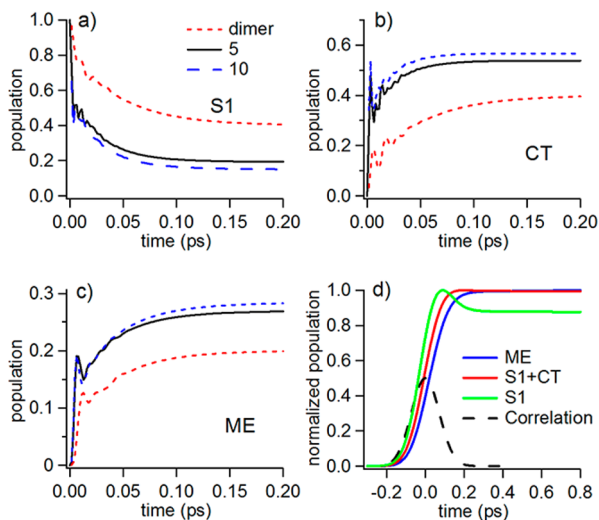 a)
dimer
5
10
S1
population
1.0
0.8
0.6
0.4
0.2
0.0
0.00 0.05 0.10 0.15 0.20
time (ps)
b)
CT
population
0.6
0.4
0.2
0.0
0.00 0.05 0.10 0.15 0.20
time (ps)
c)
ME
population
0.3
0.2
0.1
0.0
0.00 0.05 0.10 0.15 0.20
time (ps)
d)
ME
S1+CT
S1
Correlation
normalized population
1.0
0.8
0.6
0.4
0.2
0.0
-0.2 0.0 0.2 0.4 0.6 0.8
time (ps)